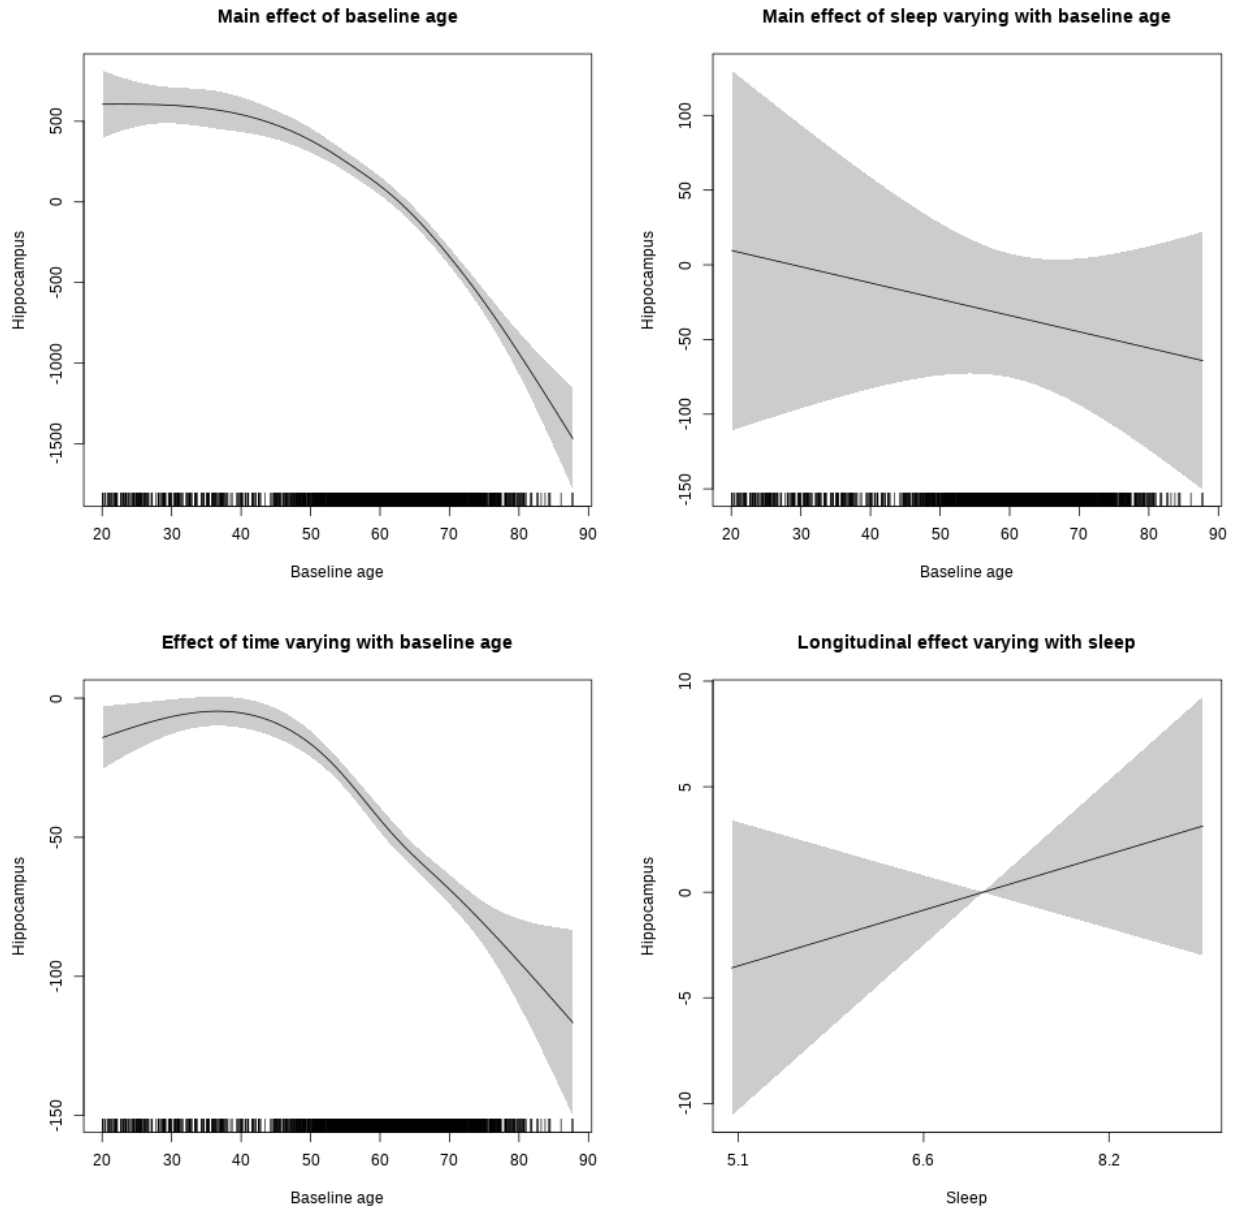 Main effect of baseline age
500
0
-500
-1000
-1500
Hippocampus
20 30 40 50 60 70 80 90
Baseline age
Main effect of sleep varying with baseline age
100
50
0
-50
-100
-150
Hippocampus
20 30 40 50 60 70 80 90
Baseline age
Effect of time varying with baseline age
0
-50
-100
-150
Hippocampus
20 30 40 50 60 70 80 90
Baseline age
Longitudinal effect varying with sleep
10
5
0
-5
-10
Hippocampus
5.1 6.6 8.2
Sleep